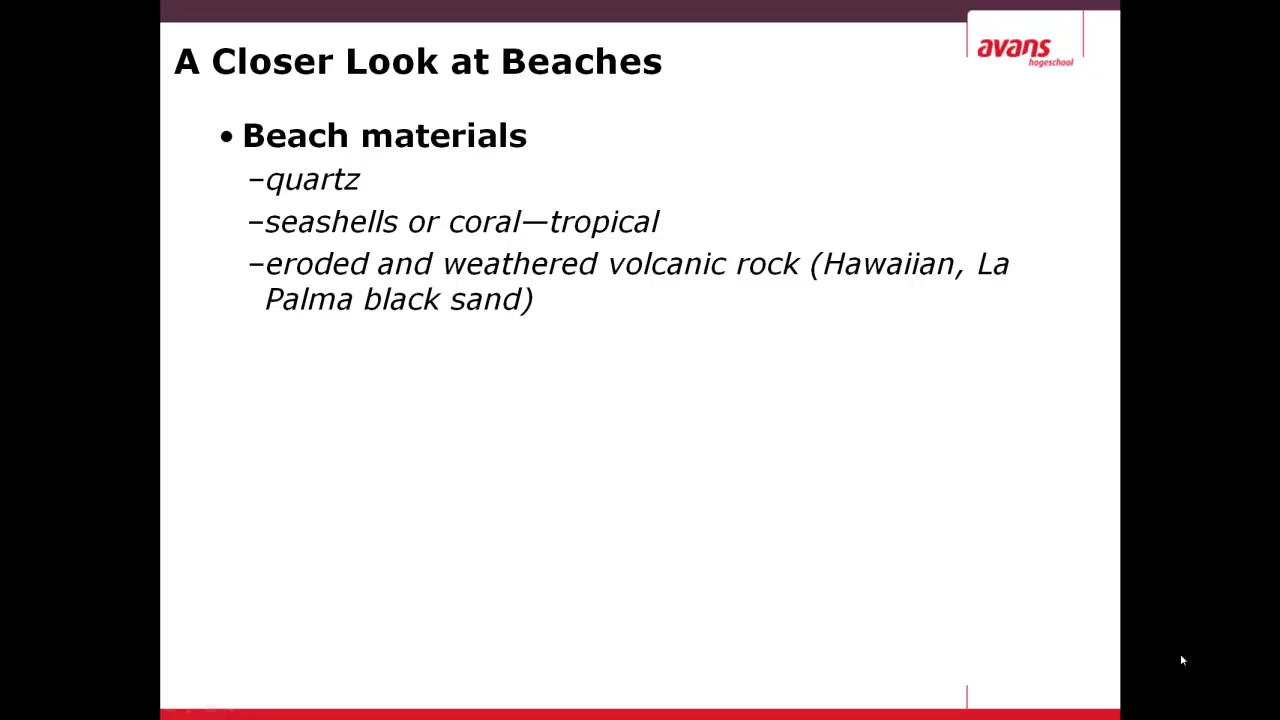 A Closer Look at Beaches
avans
hogeschool
• Beach materials
–quartz
–seashells or coral—tropical
–eroded and weathered volcanic rock (Hawaiian, La
Palma black sand)